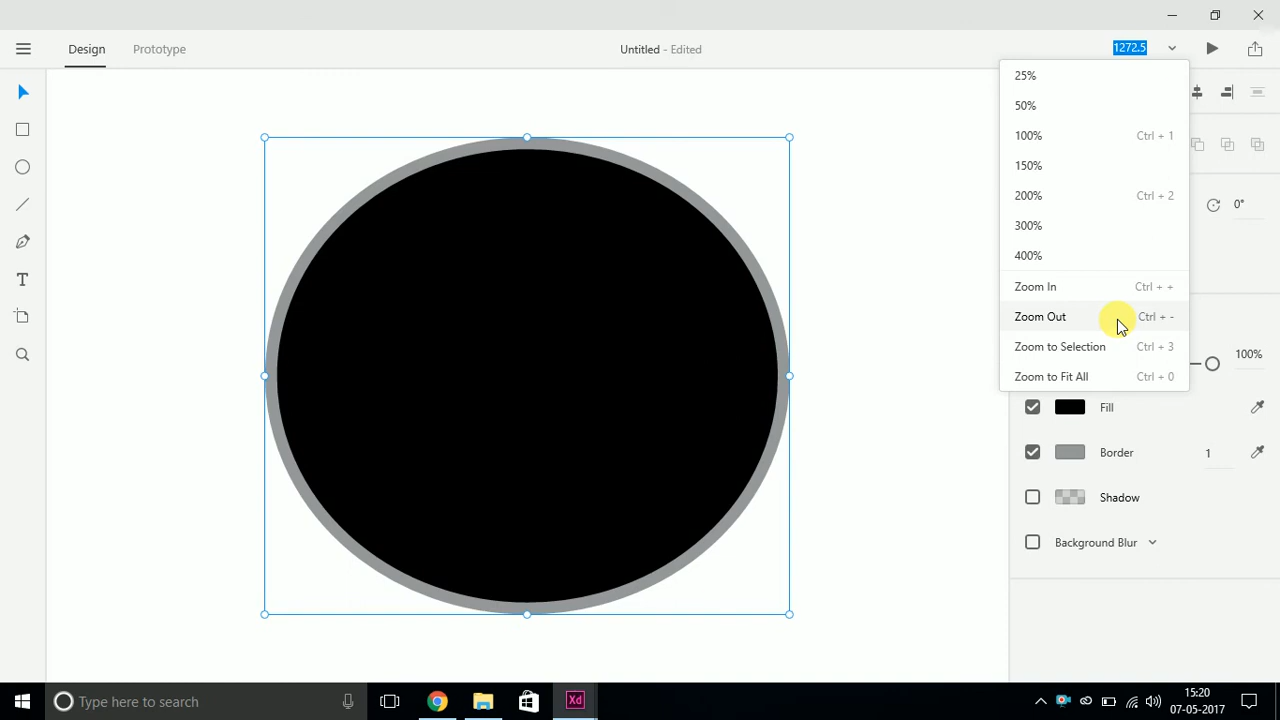 Design
Prototype
Untitled - Edited
1272.5
25%
50%
100% Ctrl + 1
150%
200% Ctrl + 2
300%
400%
Zoom In Ctrl + +
Zoom Out Ctrl + -
Zoom to Selection Ctrl + 3
Zoom to Fit All Ctrl + 0
0°
100%
Fill
Border 1
Shadow
Background Blur
T
Type here to search
Xd
15:20
07-05-2017